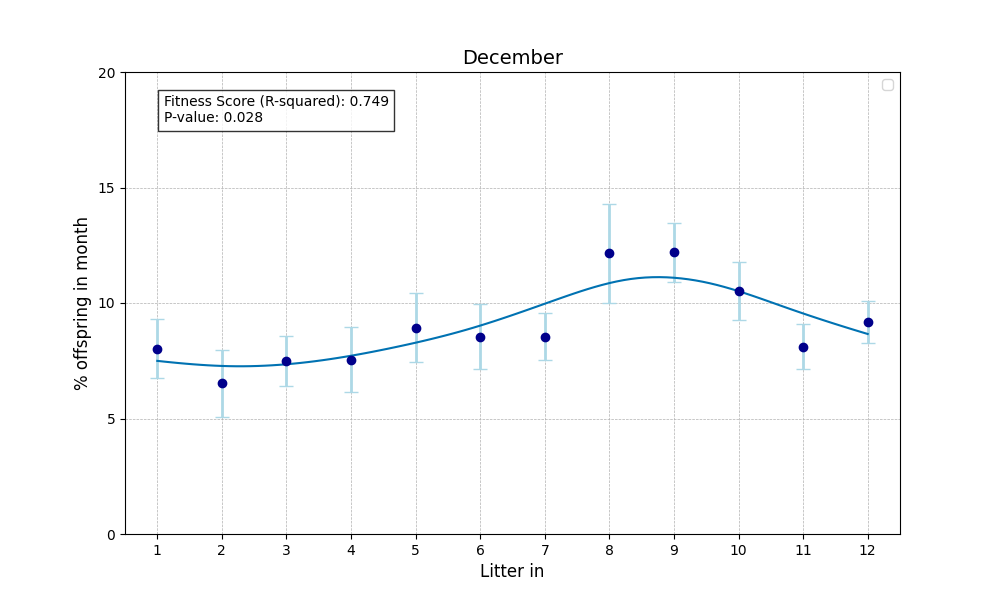 December
Fitness Score (R-squared): 0.749
P-value: 0.028
% offspring in month
20
15
10
5
0
1 2 3 4 5 6 7 8 9 10 11 12
Litter in